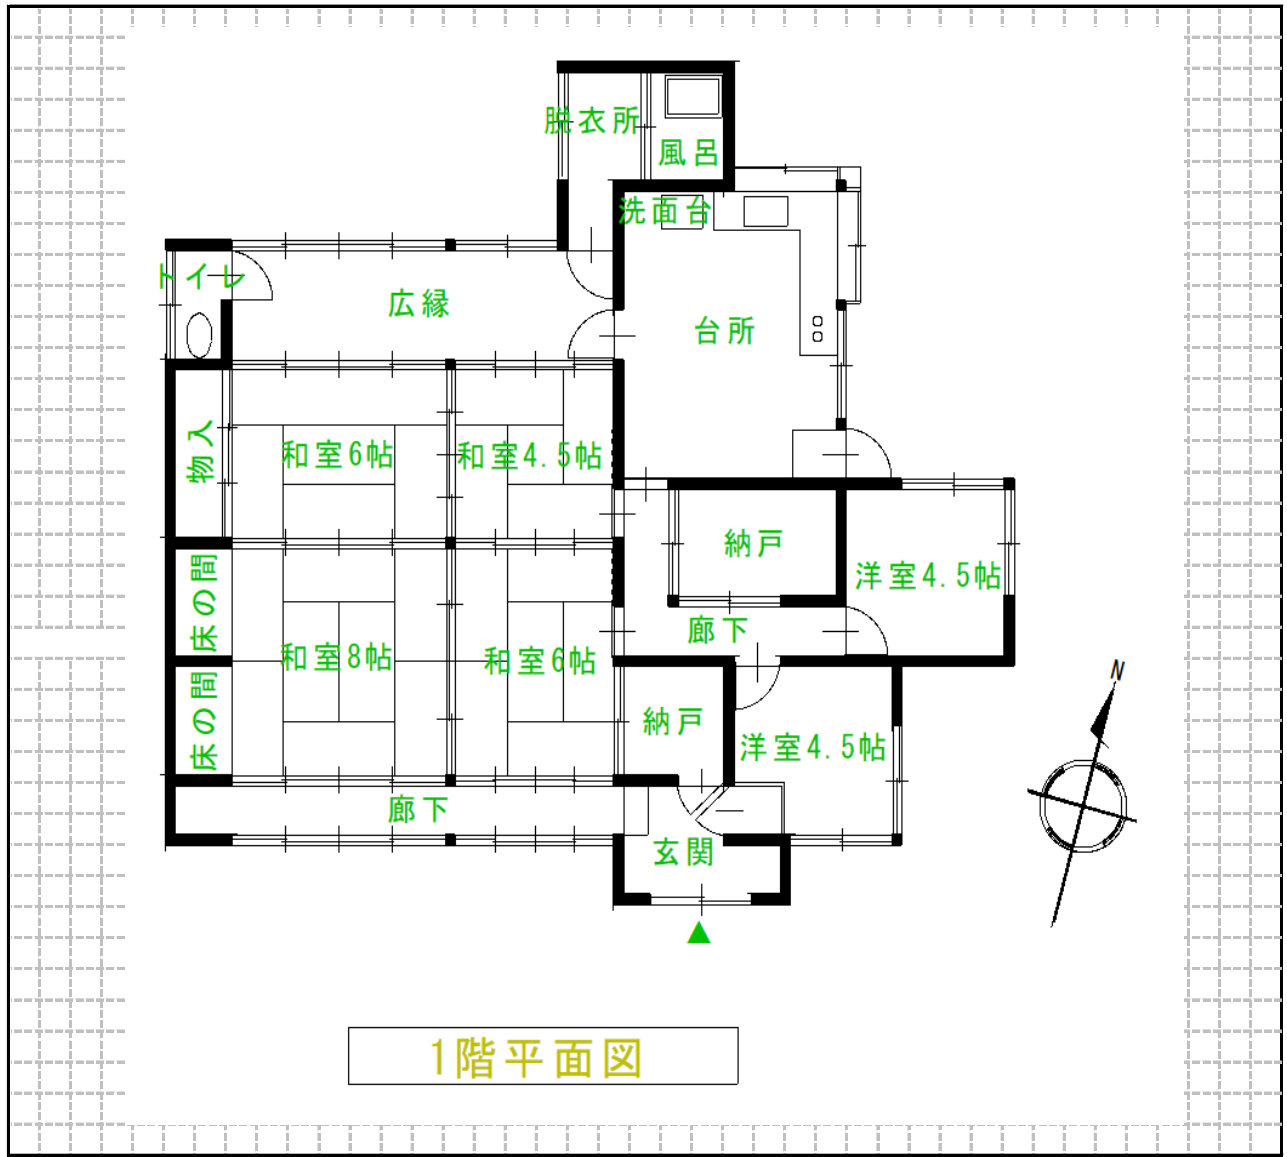 脱衣所
風呂
洗面台
トイレ
広縁
台所
物入
和室6帖
和室4.5帖
納戸
洋室4.5帖
床の間
廊下
和室8帖
和室6帖
床の間
納戸
洋室4.5帖
廊下
玄関
N
1階平面図